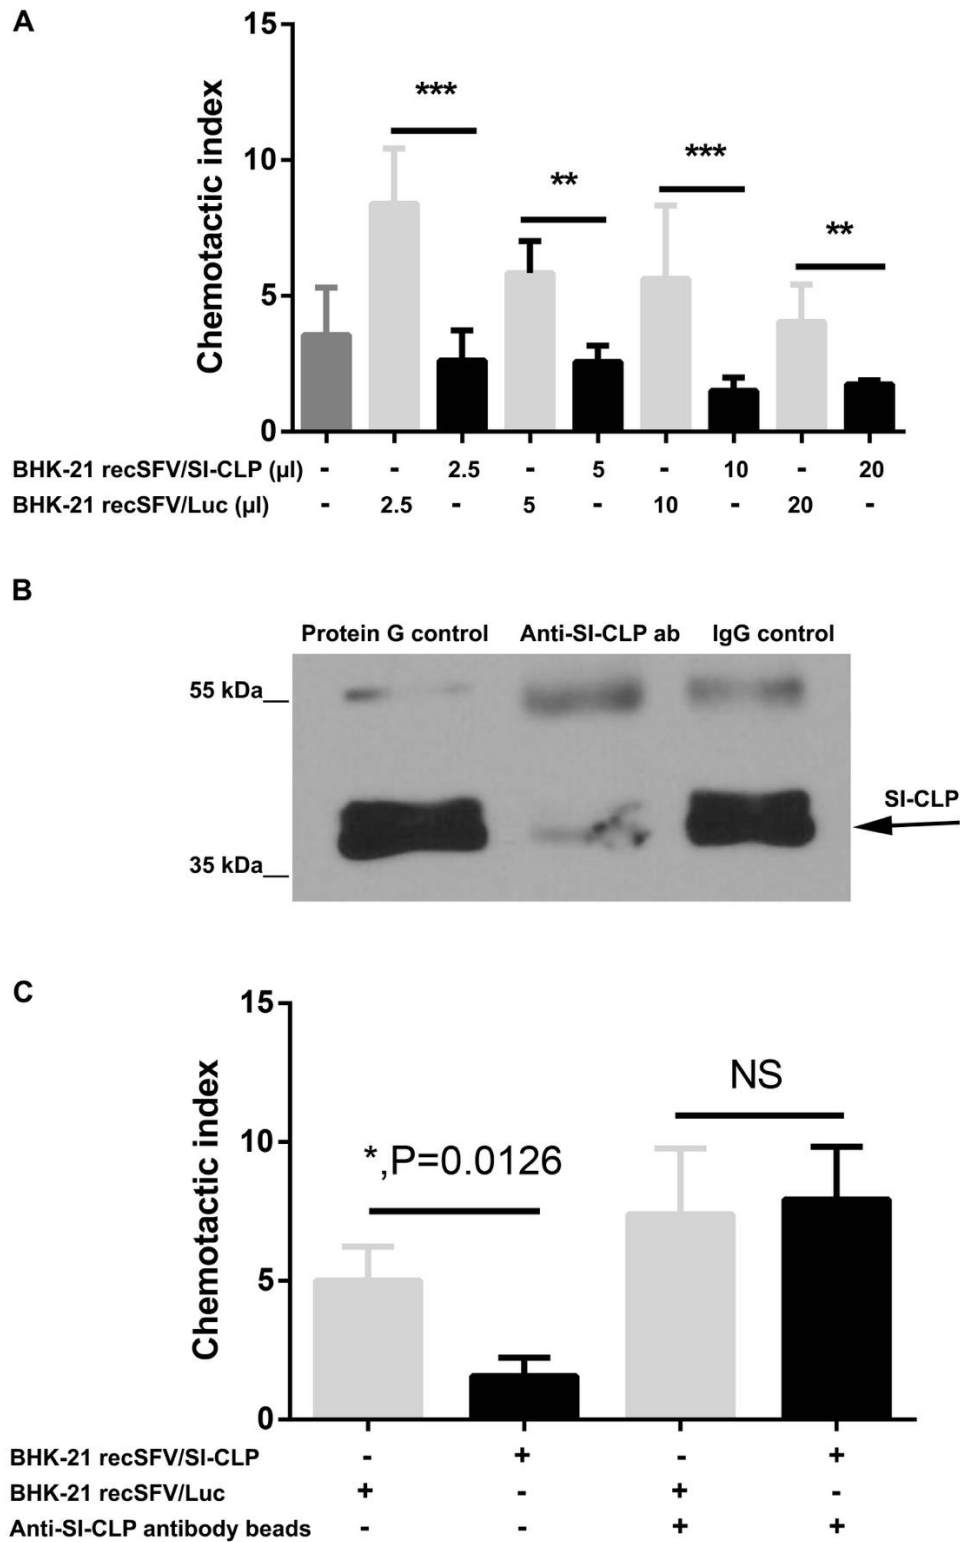 A
15
10
5
0
Chemotactic index
***
**
***
**
BHK-21 recSFV/SI-CLP (µl) - - 2.5 - 5 - 10 - 20
BHK-21 recSFV/Luc (µl) - 2.5 - 5 - 10 - 20 -
B
Protein G control Anti-SI-CLP ab IgG control
55 kDa
SI-CLP
35 kDa
C
15
10
5
0
Chemotactic index
NS
*,P=0.0126
BHK-21 recSFV/SI-CLP - + - +
BHK-21 recSFV/Luc + - + -
Anti-SI-CLP antibody beads - - + +